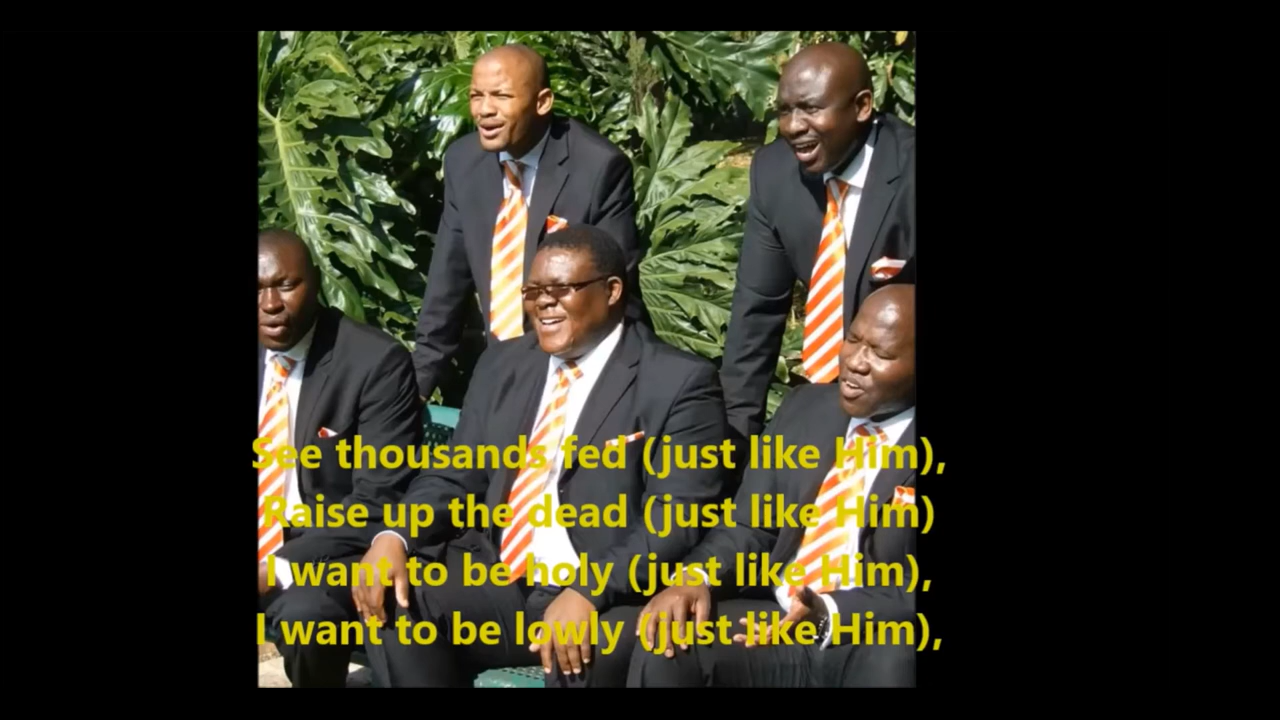 See thousands fed (just like Him),
Raise up the dead (just like Him)
I want to be holy (just like Him),
I want to be lowly (just like Him),